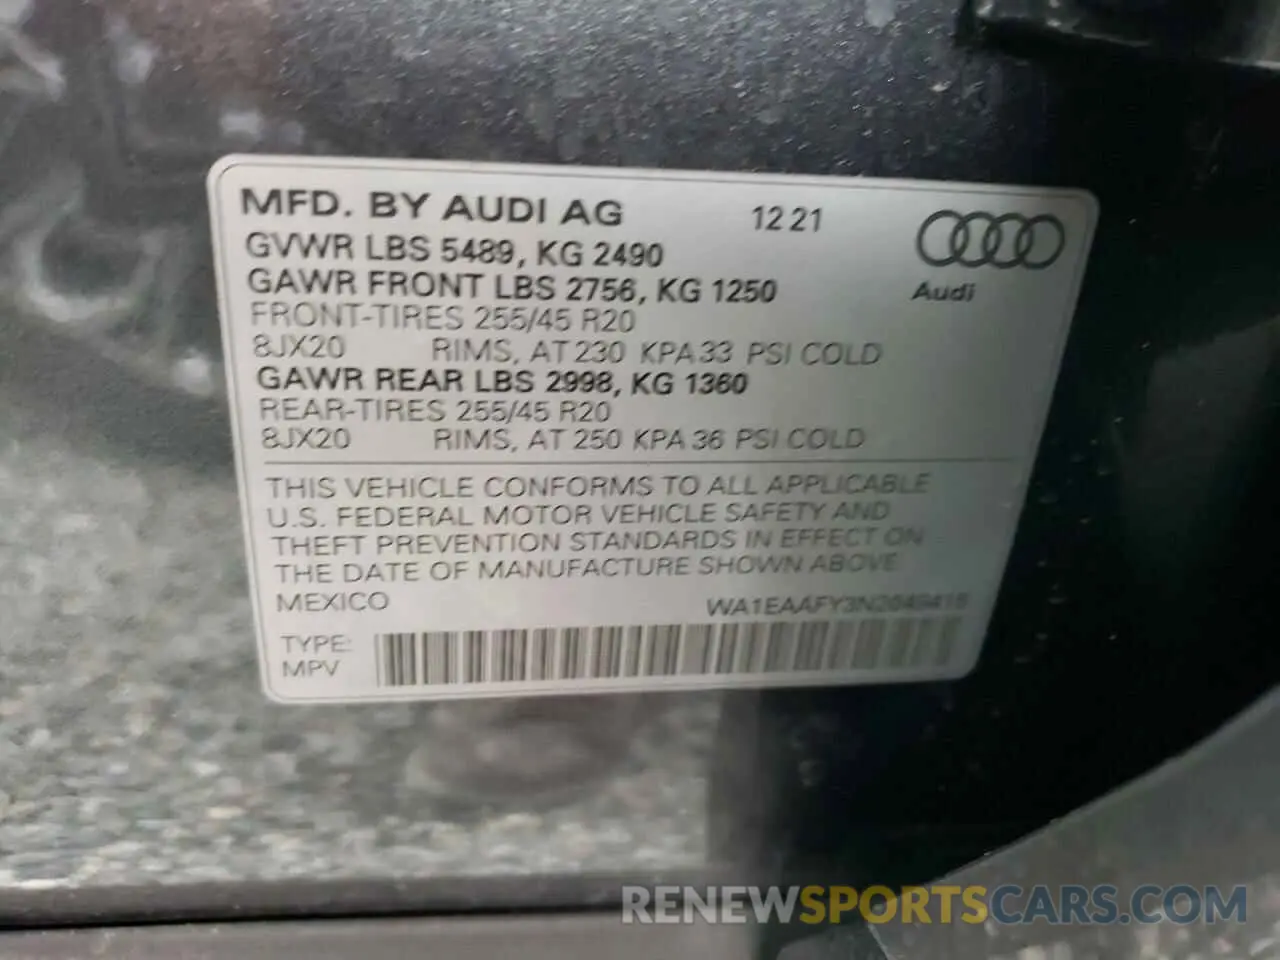 MFD. BY AUDI AG 12 21
GVWR LBS 5489, KG 2490
GAWR FRONT LBS 2756, KG 1250
Audi
FRONT-TIRES 255/45 R20
8JX20 RIMS, AT 230 KPA 33 PSI COLD
GAWR REAR LBS 2998, KG 1360
REAR-TIRES 255/45 R20
8JX20 RIMS, AT 250 KPA 36 PSI COLD
THIS VEHICLE CONFORMS TO ALL APPLICABLE
U.S. FEDERAL MOTOR VEHICLE SAFETY AND
THEFT PREVENTION STANDARDS IN EFFECT ON
THE DATE OF MANUFACTURE SHOWN ABOVE
MEXICO
TYPE:
MPV
RENEWSPORTSCARS.COM